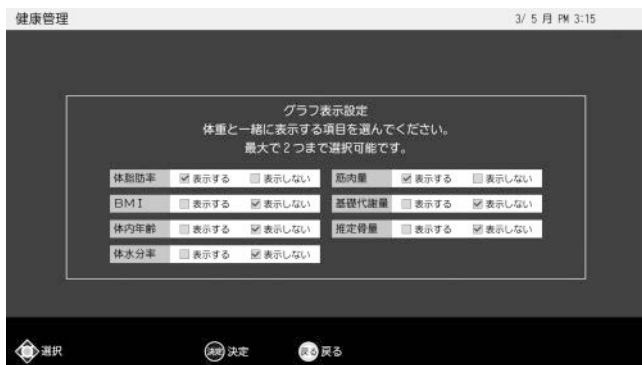 健康管理 3/ 5 月 PM 3:15
グラフ表示設定
体重と一緒に表示する項目を選んでください。
最大で2つまで選択可能です。
体脂肪率 表示する 表示しない 筋肉量 表示する 表示しない
BMI 表示する 表示しない 基礎代謝量 表示する 表示しない
体内年齢 表示する 表示しない 推定骨量 表示する 表示しない
体水分率 表示する 表示しない
選択 決定 決定 戻る 戻る